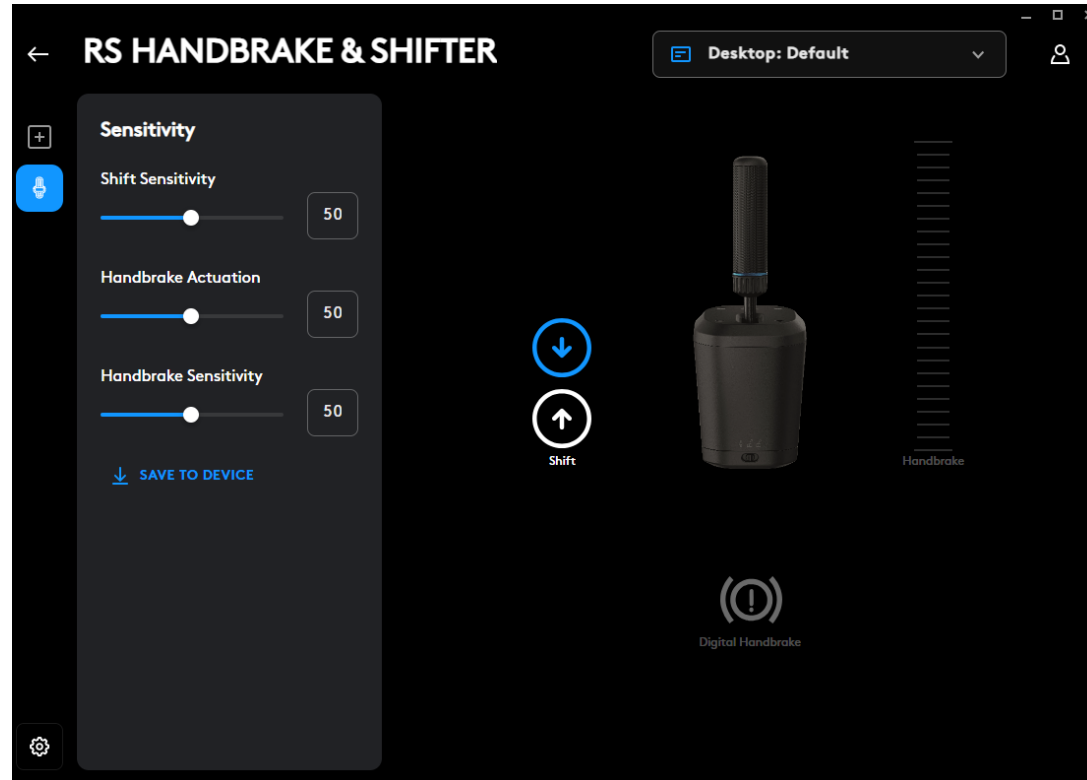 RS HANDBRAKE & SHIFTER
Desktop: Default
Sensitivity
Shift Sensitivity
50
Handbrake Actuation
50
Handbrake Sensitivity
50
SAVE TO DEVICE
Shift
Handbrake
Digital Handbrake